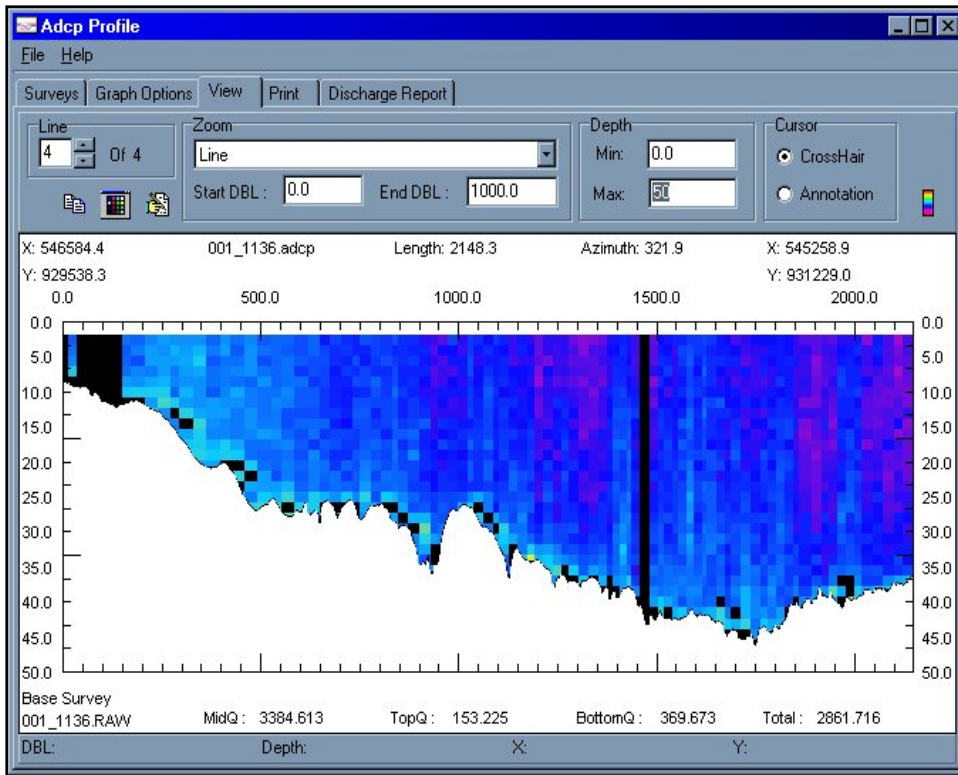 Adcp Profile
File Help
Surveys Graph Options View Print Discharge Report
Line Zoom Depth Cursor
4 Of 4 Line Min: 0.0 CrossHair
Start DBL : 0.0 End DBL : 1000.0 Max: 50 Annotation
X: 546584.4 001_1136.adcp Length: 2148.3 Azimuth: 321.9 X: 545258.9
Y: 929538.3 Y: 931229.0
0.0 500.0 1000.0 1500.0 2000.0
0.0 0.0
5.0 5.0
10.0 10.0
15.0 15.0
20.0 20.0
25.0 25.0
30.0 30.0
35.0 35.0
40.0 40.0
45.0 45.0
50.0 50.0
Base Survey
001_1136.RAW MidQ : 3384.613 TopQ : 153.225 BottomQ : 369.673 Total : 2861.716
DBL: Depth: X: Y: